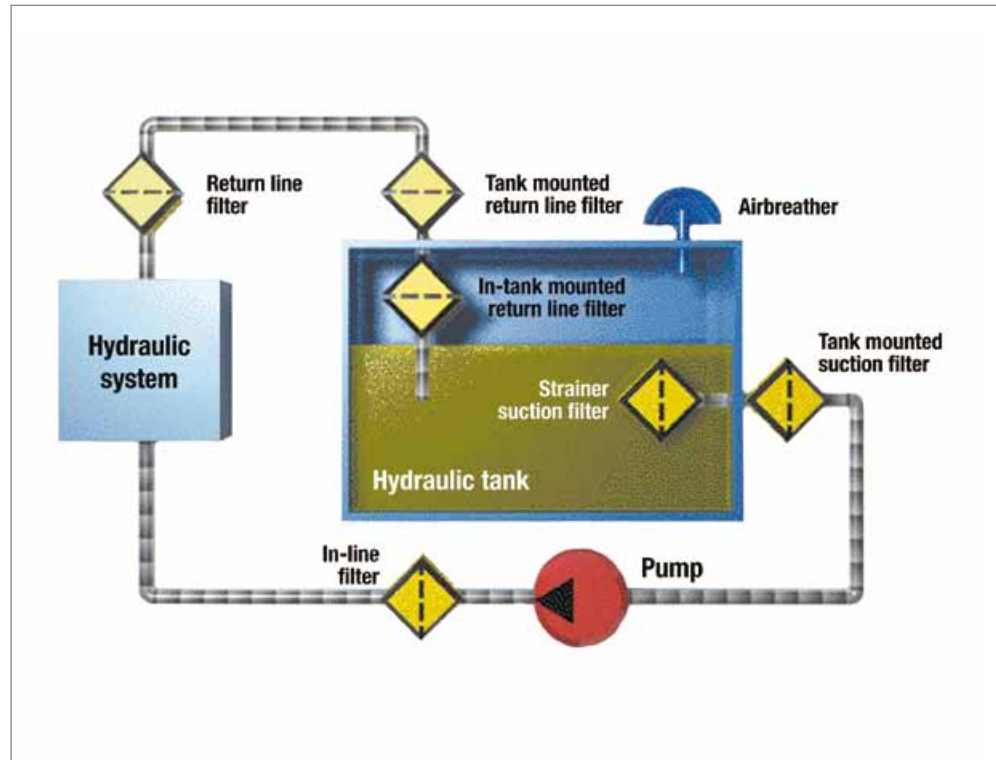 Return line
filter
Tank mounted
return line filter
Airbreather
In-tank mounted
return line filter
Hydraulic
system
Tank mounted
suction filter
Strainer
suction filter
Hydraulic tank
In-line
filter
Pump